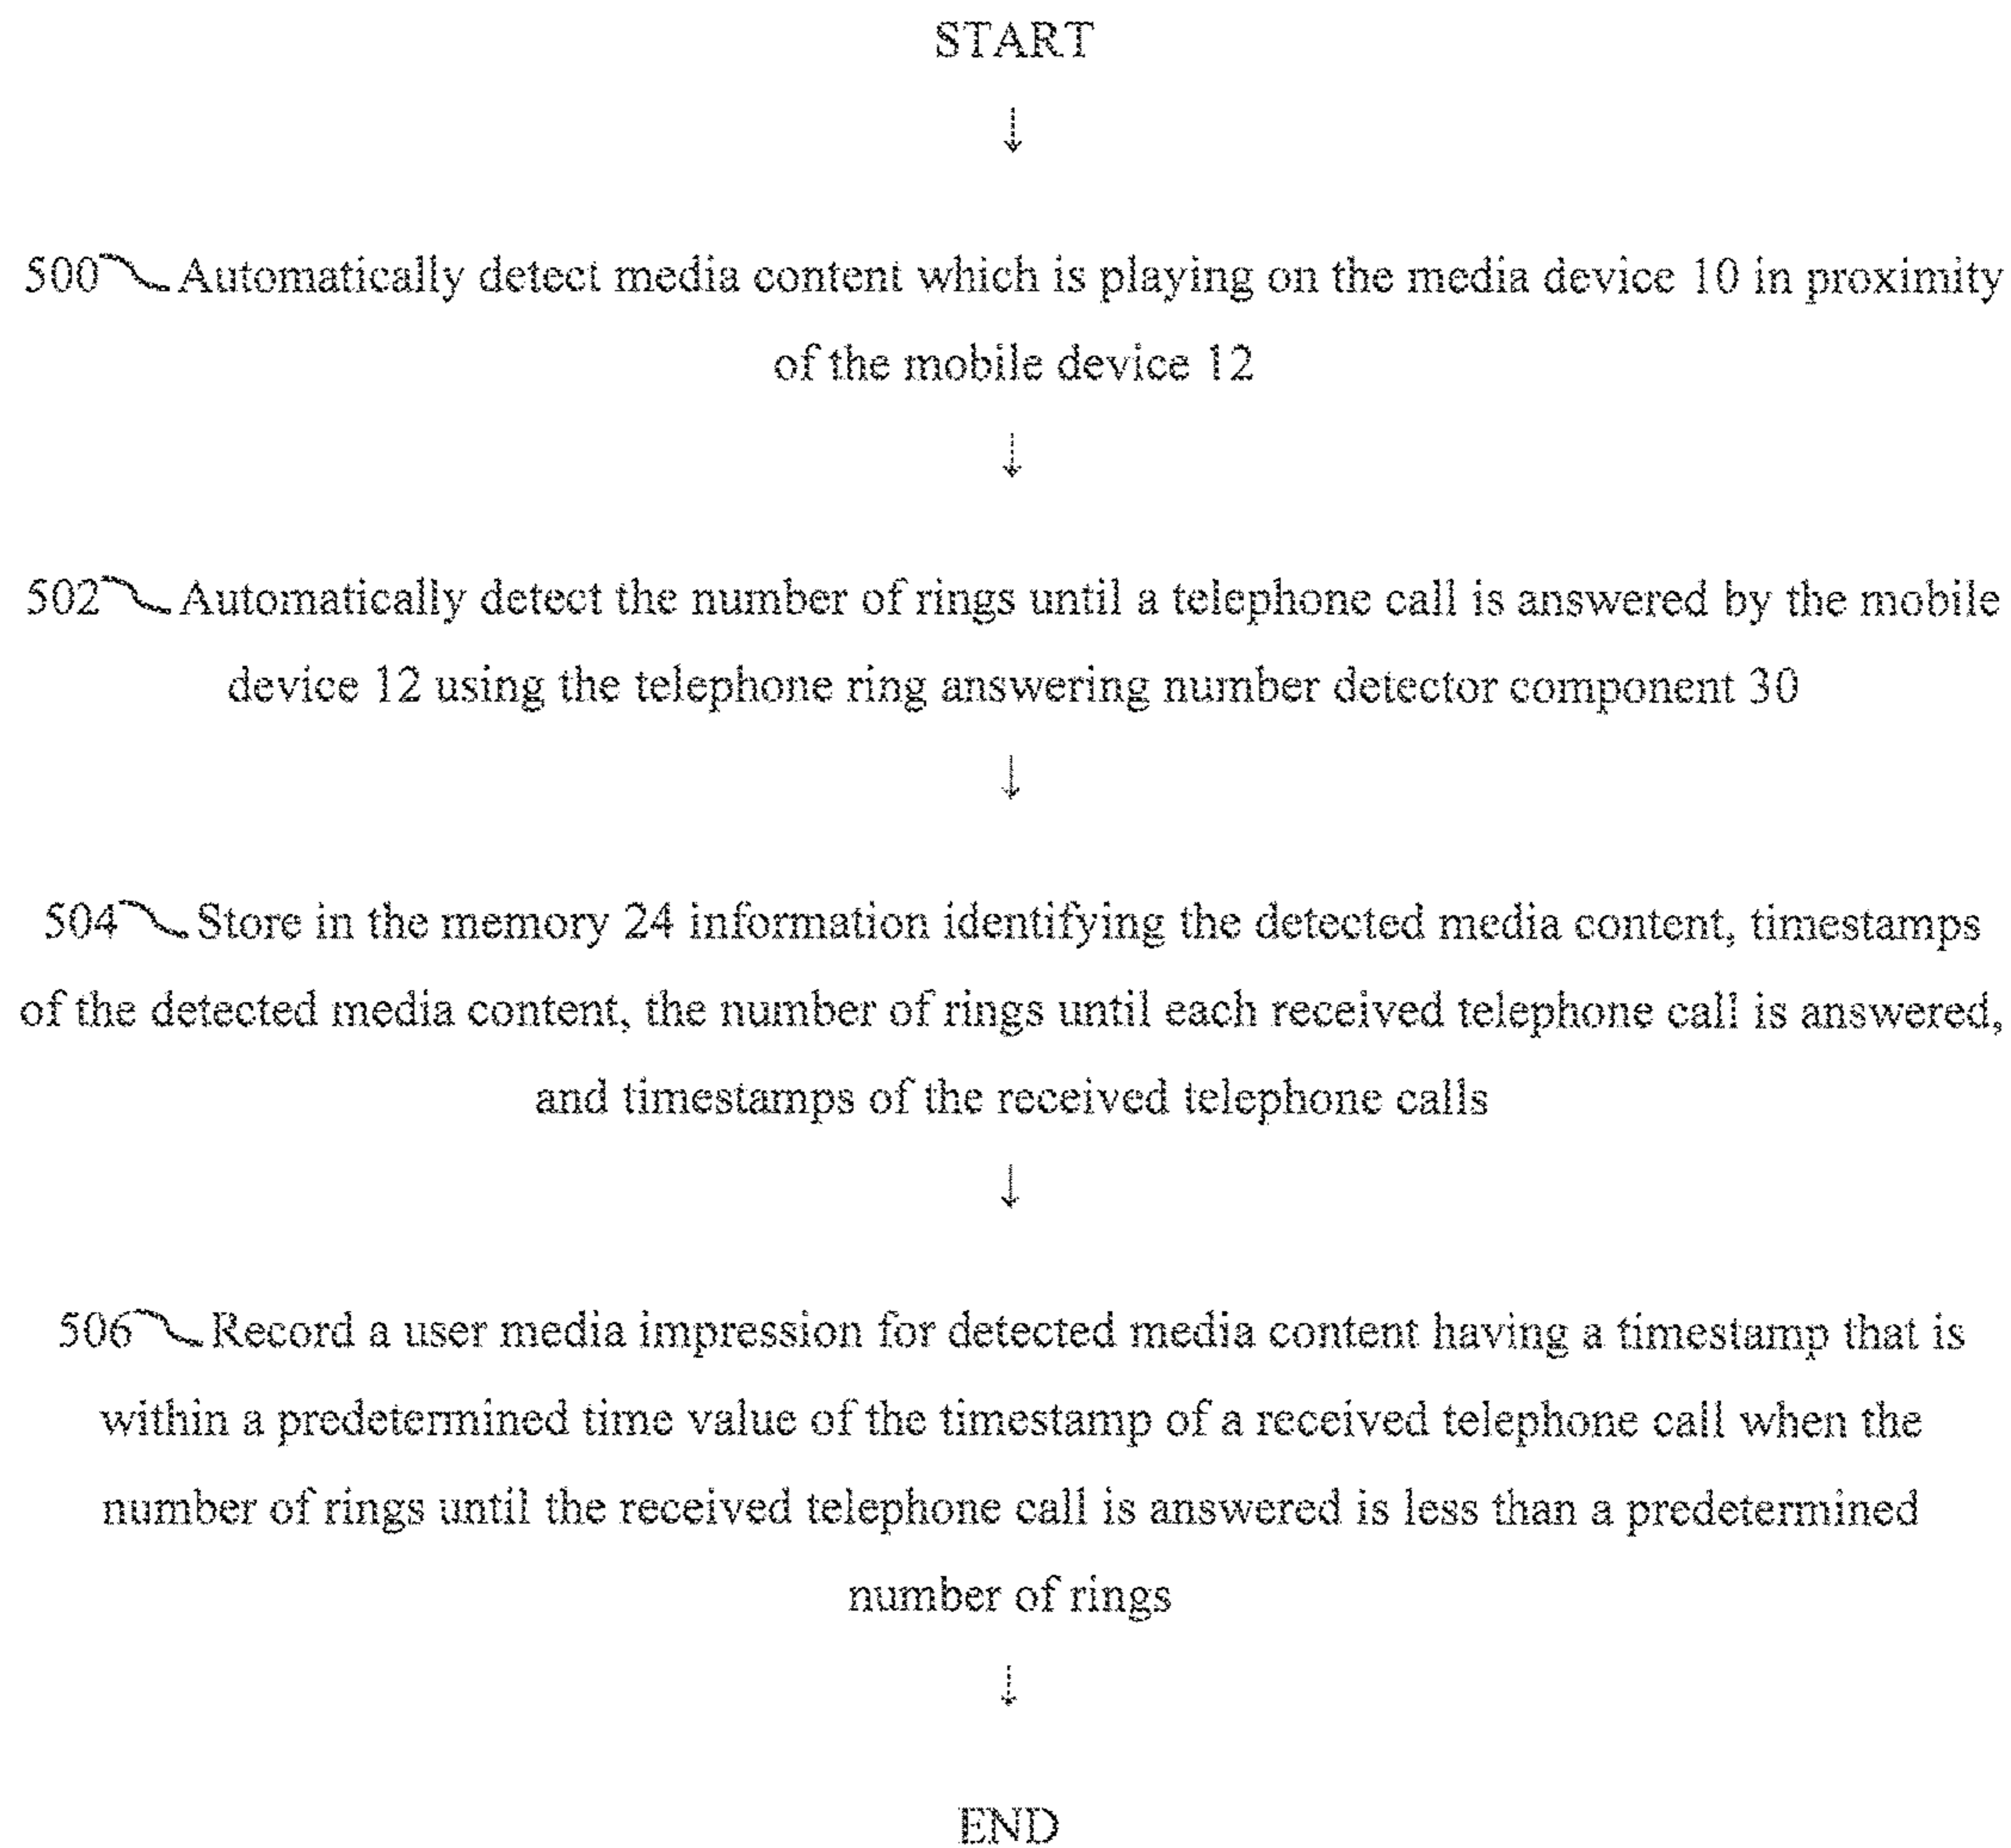 START
↓
500 Automatically detect media content which is playing on the media device 10 in proximity
of the mobile device 12
↓
502 Automatically detect the number of rings until a telephone call is answered by the mobile
device 12 using the telephone ring answering number detector component 30
↓
504 Store in the memory 24 information identifying the detected media content, timestamps
of the detected media content, the number of rings until each received telephone call is answered,
and timestamps of the received telephone calls
↓
506 Record a user media impression for detected media content having a timestamp that is
within a predetermined time value of the timestamp of a received telephone call when the
number of rings until the received telephone call is answered is less than a predetermined
number of rings
↓
END